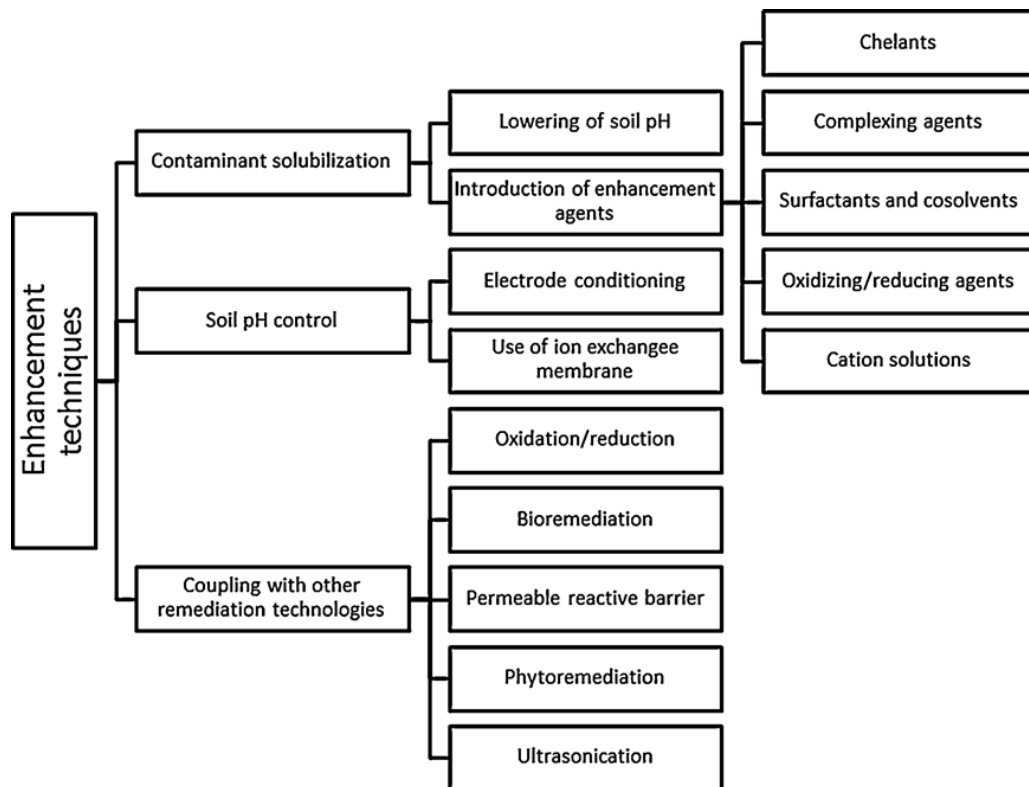 Enhancement
techniques
Contaminant solubilization
Lowering of soil pH
Introduction of enhancement
agents
Chelants
Complexing agents
Surfactants and cosolvents
Oxidizing/reducing agents
Cation solutions
Soil pH control
Electrode conditioning
Use of ion exchangee
membrane
Coupling with other
remediation technologies
Oxidation/reduction
Bioremediation
Permeable reactive barrier
Phytoremediation
Ultrasonication